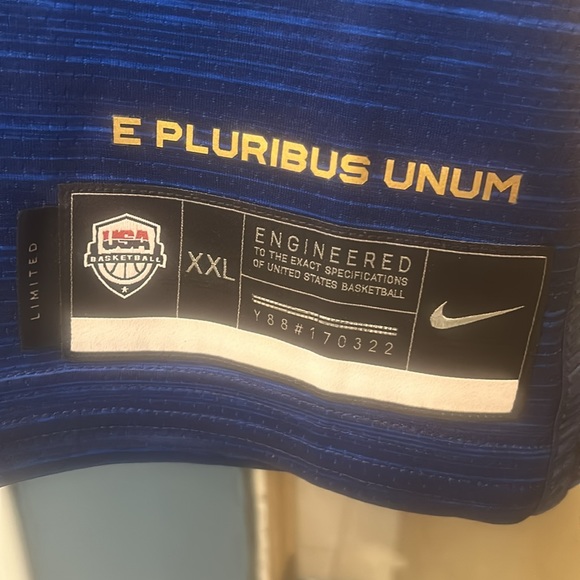 E PLURIBUS UNUM
LIMITED
USA
BASKETBALL
XXL
ENGINEERED
TO THE EXACT SPECIFICATIONS
OF UNITED STATES BASKETBALL
Y88#170322